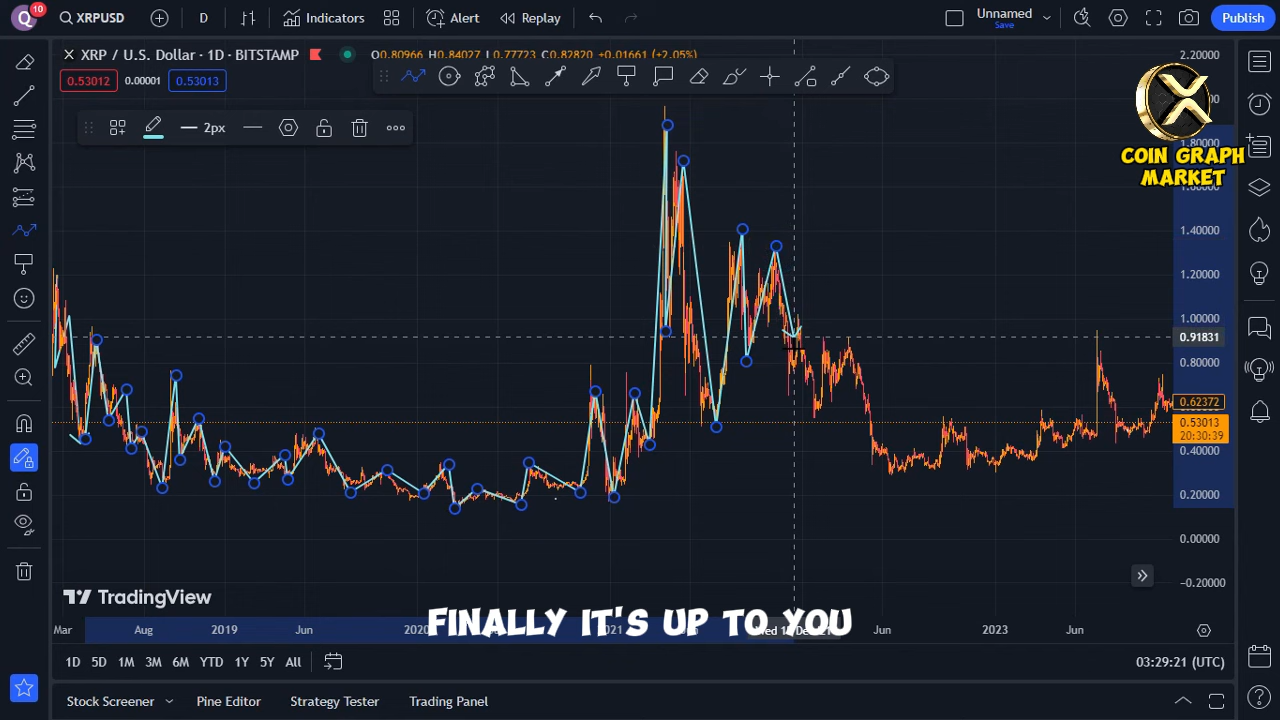 Q 10 XRPUSD D Indicators Alert Replay Unnamed Save Publish
XRP / U.S. Dollar · 1D · BITSTAMP O0.80966 H0.84027 L0.77723 C0.82820 +0.01661 (+2.05%)
0.53012 0.00001 0.53013
2px
COIN GRAPH
MARKET
2.20000
1.80000
1.60000
1.40000
1.20000
1.00000
0.91831
0.80000
0.62372
0.53013
20:30:39
0.40000
0.20000
0.00000
-0.20000
TradingView
FINALLY IT'S UP TO YOU
Mar Aug 2019 Jun 2020 2021 Jun 2023 Jun
1D 5D 1M 3M 6M YTD 1Y 5Y All 03:29:21 (UTC)
Stock Screener Pine Editor Strategy Tester Trading Panel